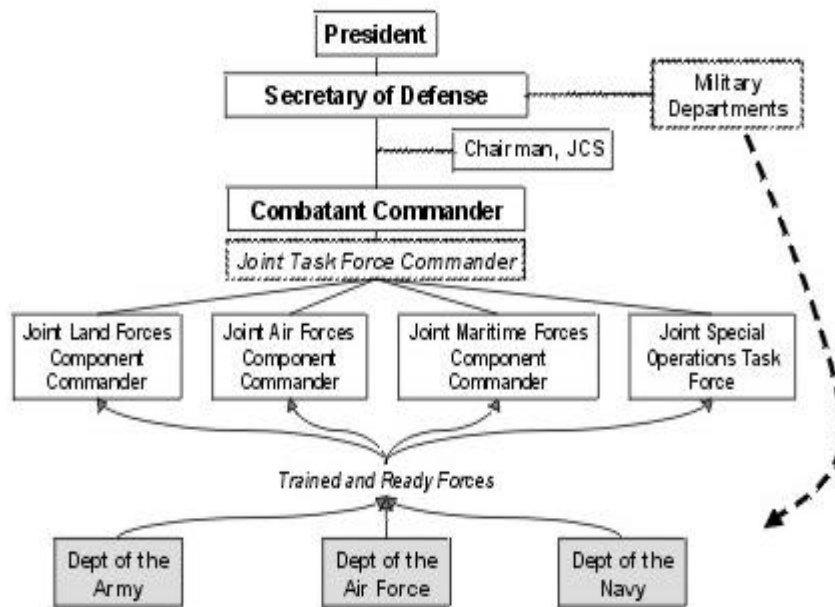 President
Secretary of Defense
Military
Departments
Chairman, JCS
Combatant Commander
Joint Task Force Commander
Joint Land Forces
Component
Commander
Joint Air Forces
Component
Commander
Joint Maritime Forces
Component
Commander
Joint Special
Operations Task
Force
Trained and Ready Forces
Dept of the
Army
Dept of the
Air Force
Dept of the
Navy